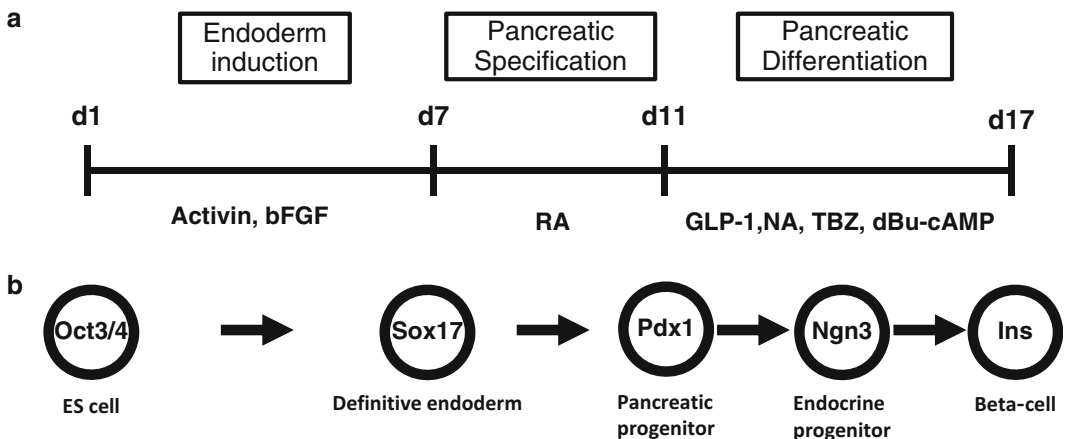 a
Endoderm
induction
Pancreatic
Specification
Pancreatic
Differentiation
d1
d7
d11
d17
Activin, bFGF
RA
GLP-1,NA, TBZ, dBu-cAMP
b
Oct3/4
Sox17
Pdx1
Ngn3
Ins
ES cell
Definitive endoderm
Pancreatic
progenitor
Endocrine
progenitor
Beta-cell